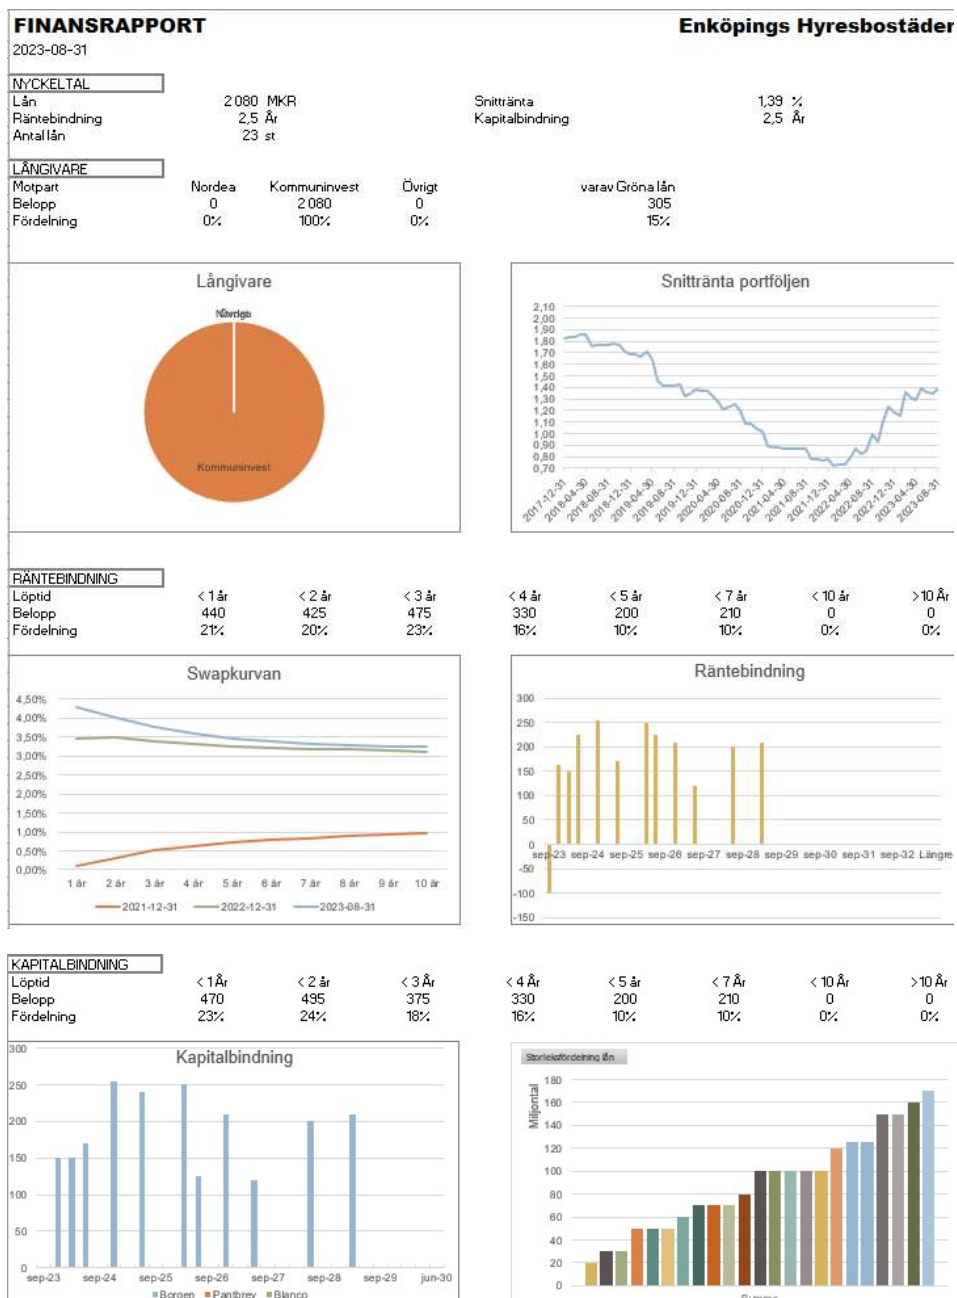 FINANSRAPPORT Enköpings Hyresbostäder
2023-08-31
NYCKELTAL
Lån 2 080 MKR Snittränta 1,39 %
Räntebindning 2,5 År Kapitalbindning 2,5 År
Antal lån 23 st
LÅNGIVARE
Motpart Nordea Kommuninvest Övrigt varav Gröna lån
Belopp 0 2 080 0 305
Fördelning 0% 100% 0% 15%
Långivare
Kommuninvest
Snittränta portföljen
2,10
2,00
1,90
1,80
1,70
1,60
1,50
1,40
1,30
1,20
1,10
1,00
0,90
0,80
0,70
2017-12-31 2018-04-30 2018-08-31 2018-12-31 2019-04-30 2019-08-31 2019-12-31 2020-04-30 2020-08-31 2020-12-31 2021-04-30 2021-08-31 2021-12-31 2022-04-30 2022-08-31 2022-12-31 2023-04-30 2023-08-31
RÄNTEBINDNING
Löptid < 1 år < 2 år < 3 år < 4 år < 5 år < 7 år < 10 år >10 År
Belopp 440 425 475 330 200 210 0 0
Fördelning 21% 20% 23% 16% 10% 10% 0% 0%
Swapkurvan
4,50%
4,00%
3,50%
3,00%
2,50%
2,00%
1,50%
1,00%
0,50%
0,00%
1 år 2 år 3 år 4 år 5 år 6 år 7 år 8 år 9 år 10 år
2021-12-31 2022-12-31 2023-08-31
Räntebindning
300
250
200
150
100
50
0
sep-23 sep-24 sep-25 sep-26 sep-27 sep-28 sep-29 sep-30 sep-31 sep-32 Längre
-50
-100
-150
KAPITALBINDNING
Löptid < 1 År < 2 år < 3 År < 4 År < 5 år < 7 År < 10 År >10 År
Belopp 470 495 375 330 200 210 0 0
Fördelning 23% 24% 18% 16% 10% 10% 0% 0%
Kapitalbindning
300
250
200
150
100
50
0
sep-23 sep-24 sep-25 sep-26 sep-27 sep-28 sep-29 jun-30
Borgen Pantbrev Blanco
Storleksfördelning lån
Miljontal
180
160
140
120
100
80
60
40
20
0